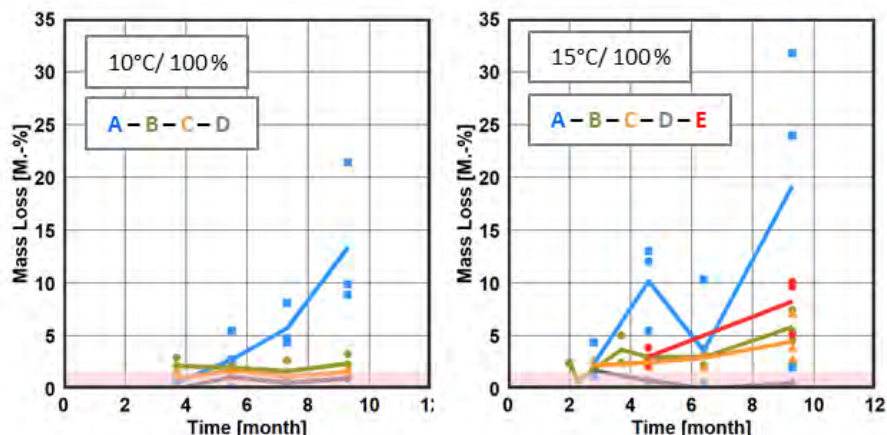 35
30
25
20
15
10
5
0
Mass Loss [M.-%]
10°C/ 100%
A – B – C – D
0 2 4 6 8 10 1
Time [month]
35
30
25
20
15
10
5
0
Mass Loss [M.-%]
15°C/ 100%
A – B – C – D – E
0 2 4 6 8 10 12
Time [month]